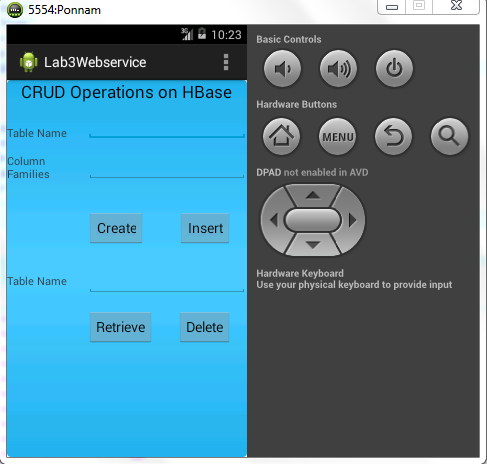 5554:Ponnam
3G 10:23
Lab3Webservice
CRUD Operations on HBase
Table Name
Column
Families
Create Insert
Table Name
Retrieve Delete
Basic Controls
Hardware Buttons
MENU
DPAD not enabled in AVD
Hardware Keyboard
Use your physical keyboard to provide input